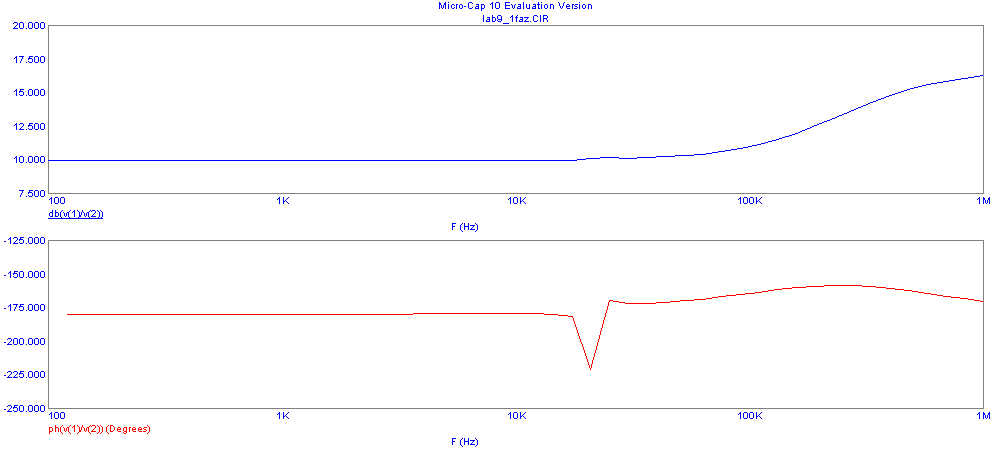 Micro-Cap 10 Evaluation Version
lab9_1faz.CIR
20.000
17.500
15.000
12.500
10.000
7.500
100 1K 10K 100K 1M
db(v(1)/v(2))
F (Hz)
-125.000
-150.000
-175.000
-200.000
-225.000
-250.000
100 1K 10K 100K 1M
ph(v(1)/v(2)) (Degrees)
F (Hz)